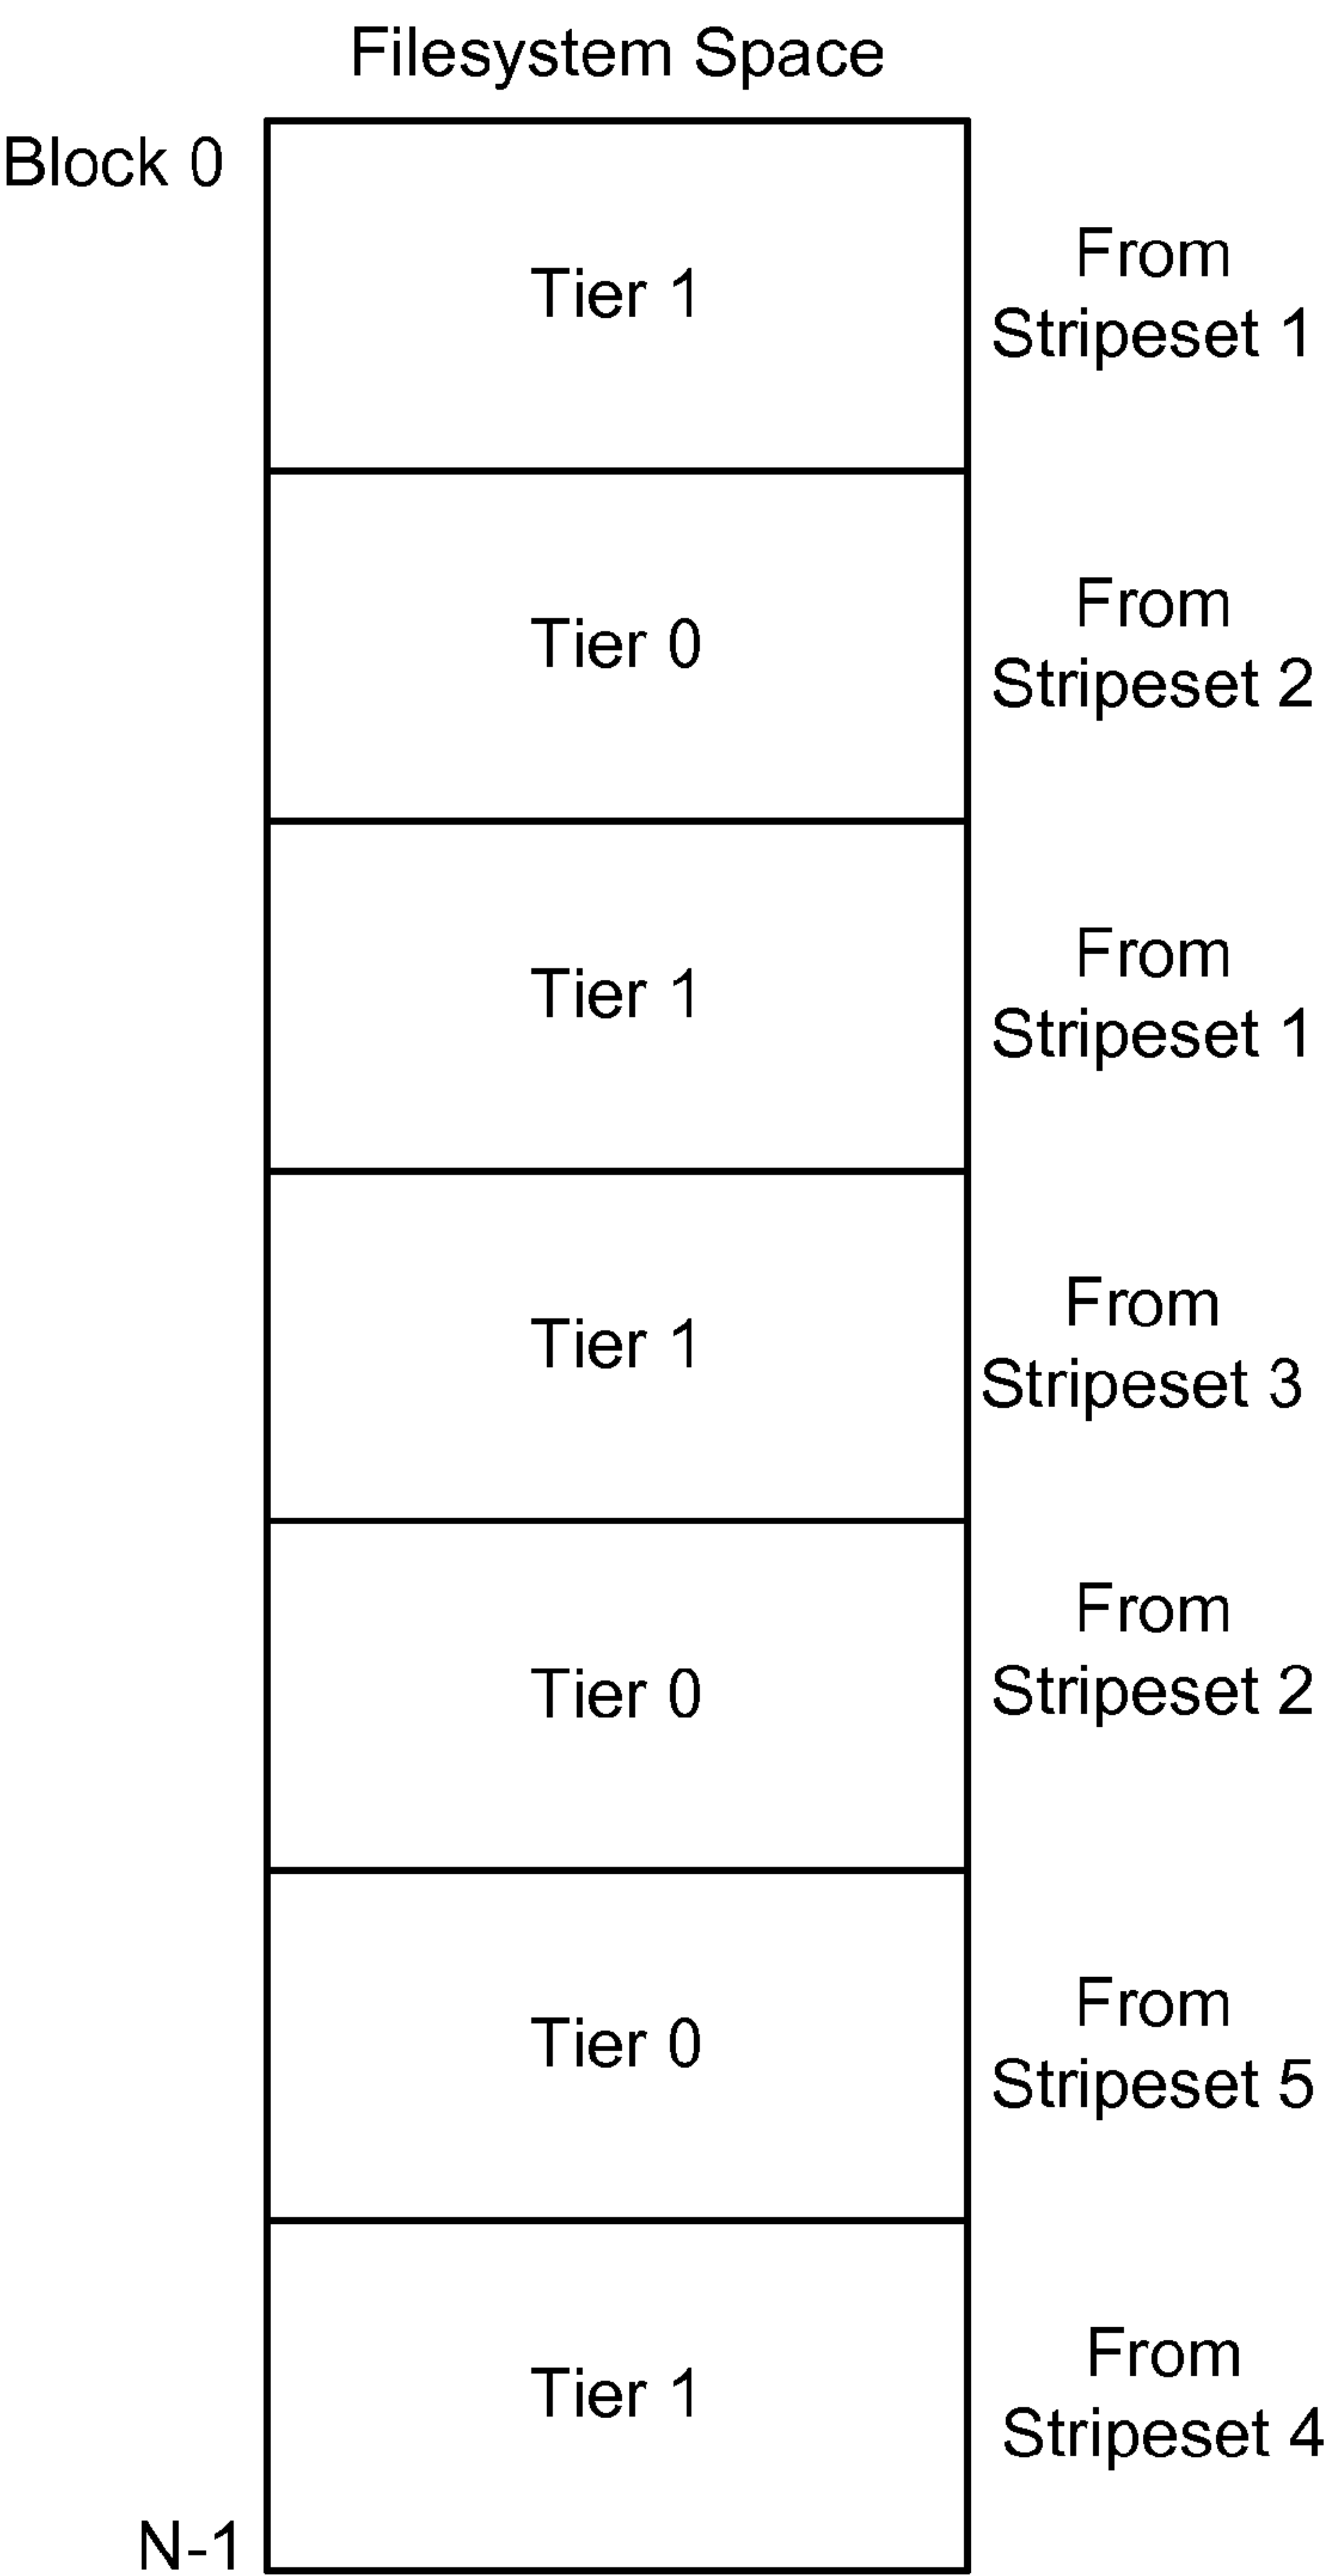 Filesystem Space
Block 0
Tier 1
From
Stripeset 1
Tier 0
From
Stripeset 2
Tier 1
From
Stripeset 1
Tier 1
From
Stripeset 3
Tier 0
From
Stripeset 2
Tier 0
From
Stripeset 5
Tier 1
From
Stripeset 4
N-1